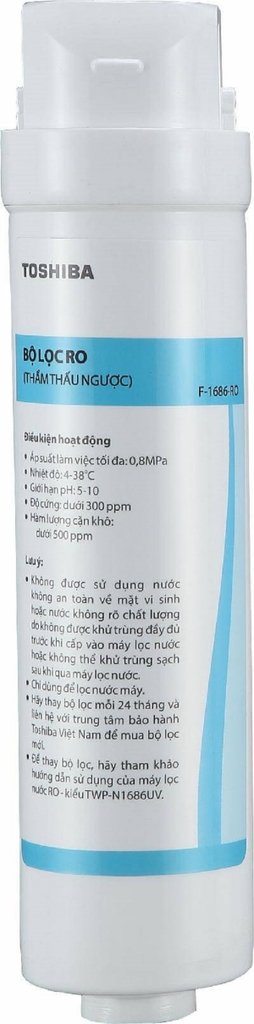 TOSHIBA
BỘ LỌC RO
(THẨM THẤU NGƯỢC)
F-1686-RO
Điều kiện hoạt động
• Áp suất làm việc tối đa: 0,8MPa
• Nhiệt độ: 4-38°C
• Giới hạn pH: 5-10
• Độ cứng: dưới 300 ppm
• Hàm lượng cặn khô:
dưới 500 ppm
Lưu ý:
• Không được sử dụng nước
không an toàn về mặt vi sinh
hoặc nước không rõ chất lượng
do không được khử trùng đầy đủ
trước khi cấp vào máy lọc nước
hoặc không thể khử trùng sạch
sau khi qua máy lọc nước.
• Chỉ dùng để lọc nước máy.
• Hãy thay bộ lọc mỗi 24 tháng và
liên hệ với trung tâm bảo hành
Toshiba Việt Nam để mua bộ lọc
mới.
• Để thay bộ lọc, hãy tham khảo
hướng dẫn sử dụng của máy lọc
nước RO - kiểu TWP-N1686UV.